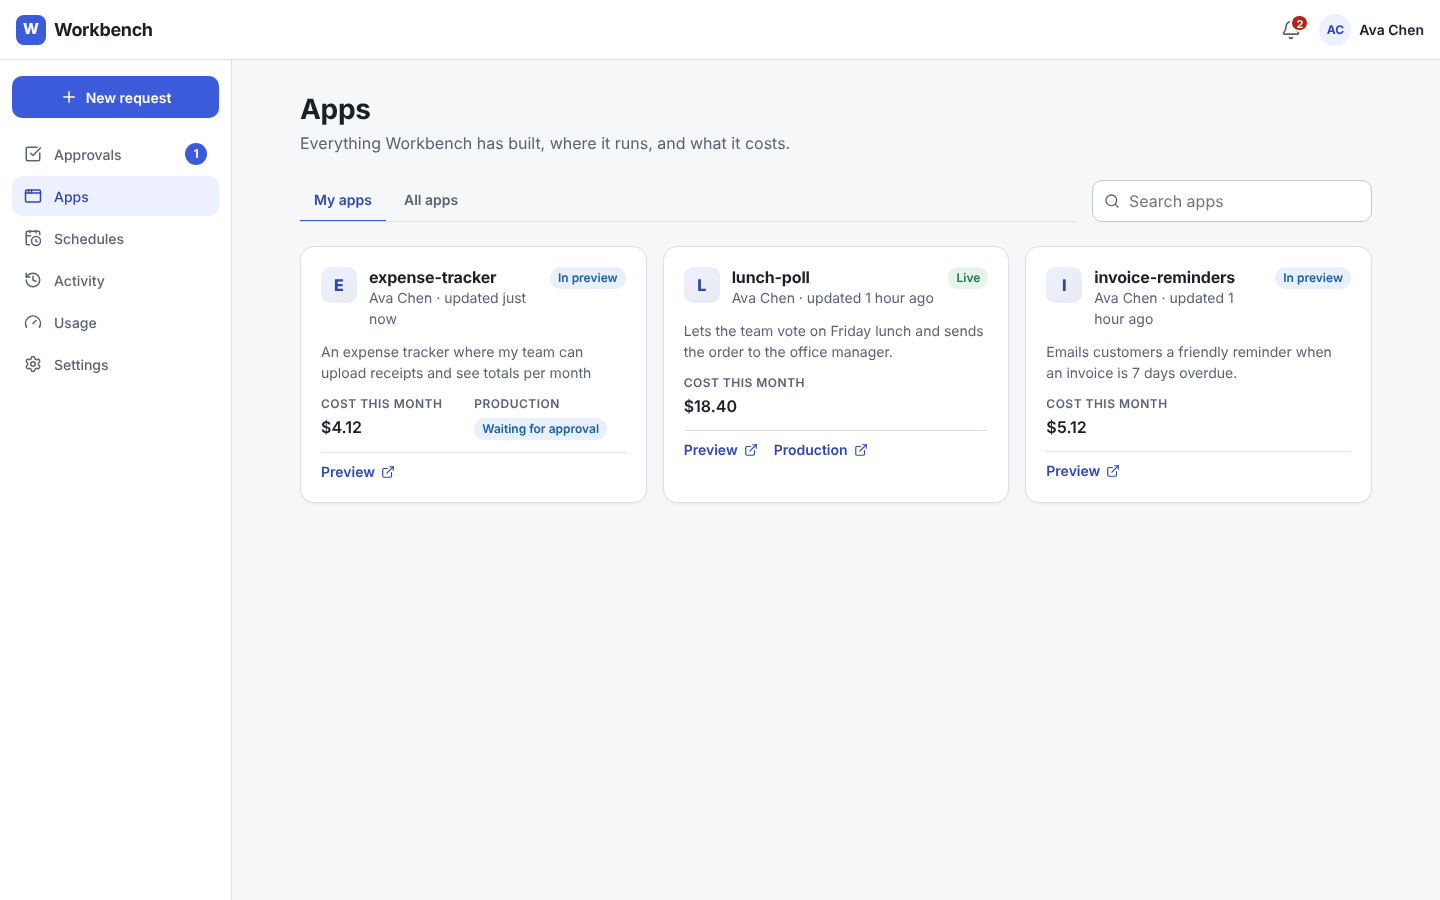 W Workbench
2
AC Ava Chen
New request
Approvals 1
Apps
Schedules
Activity
Usage
Settings
Apps
Everything Workbench has built, where it runs, and what it costs.
My apps All apps
Search apps
E
expense-tracker
In preview
Ava Chen · updated just
now
An expense tracker where my team can
upload receipts and see totals per month
COST THIS MONTH PRODUCTION
$4.12 Waiting for approval
Preview
L
lunch-poll
Live
Ava Chen · updated 1 hour ago
Lets the team vote on Friday lunch and sends
the order to the office manager.
COST THIS MONTH
$18.40
Preview Production
I
invoice-reminders
In preview
Ava Chen · updated 1
hour ago
Emails customers a friendly reminder when
an invoice is 7 days overdue.
COST THIS MONTH
$5.12
Preview